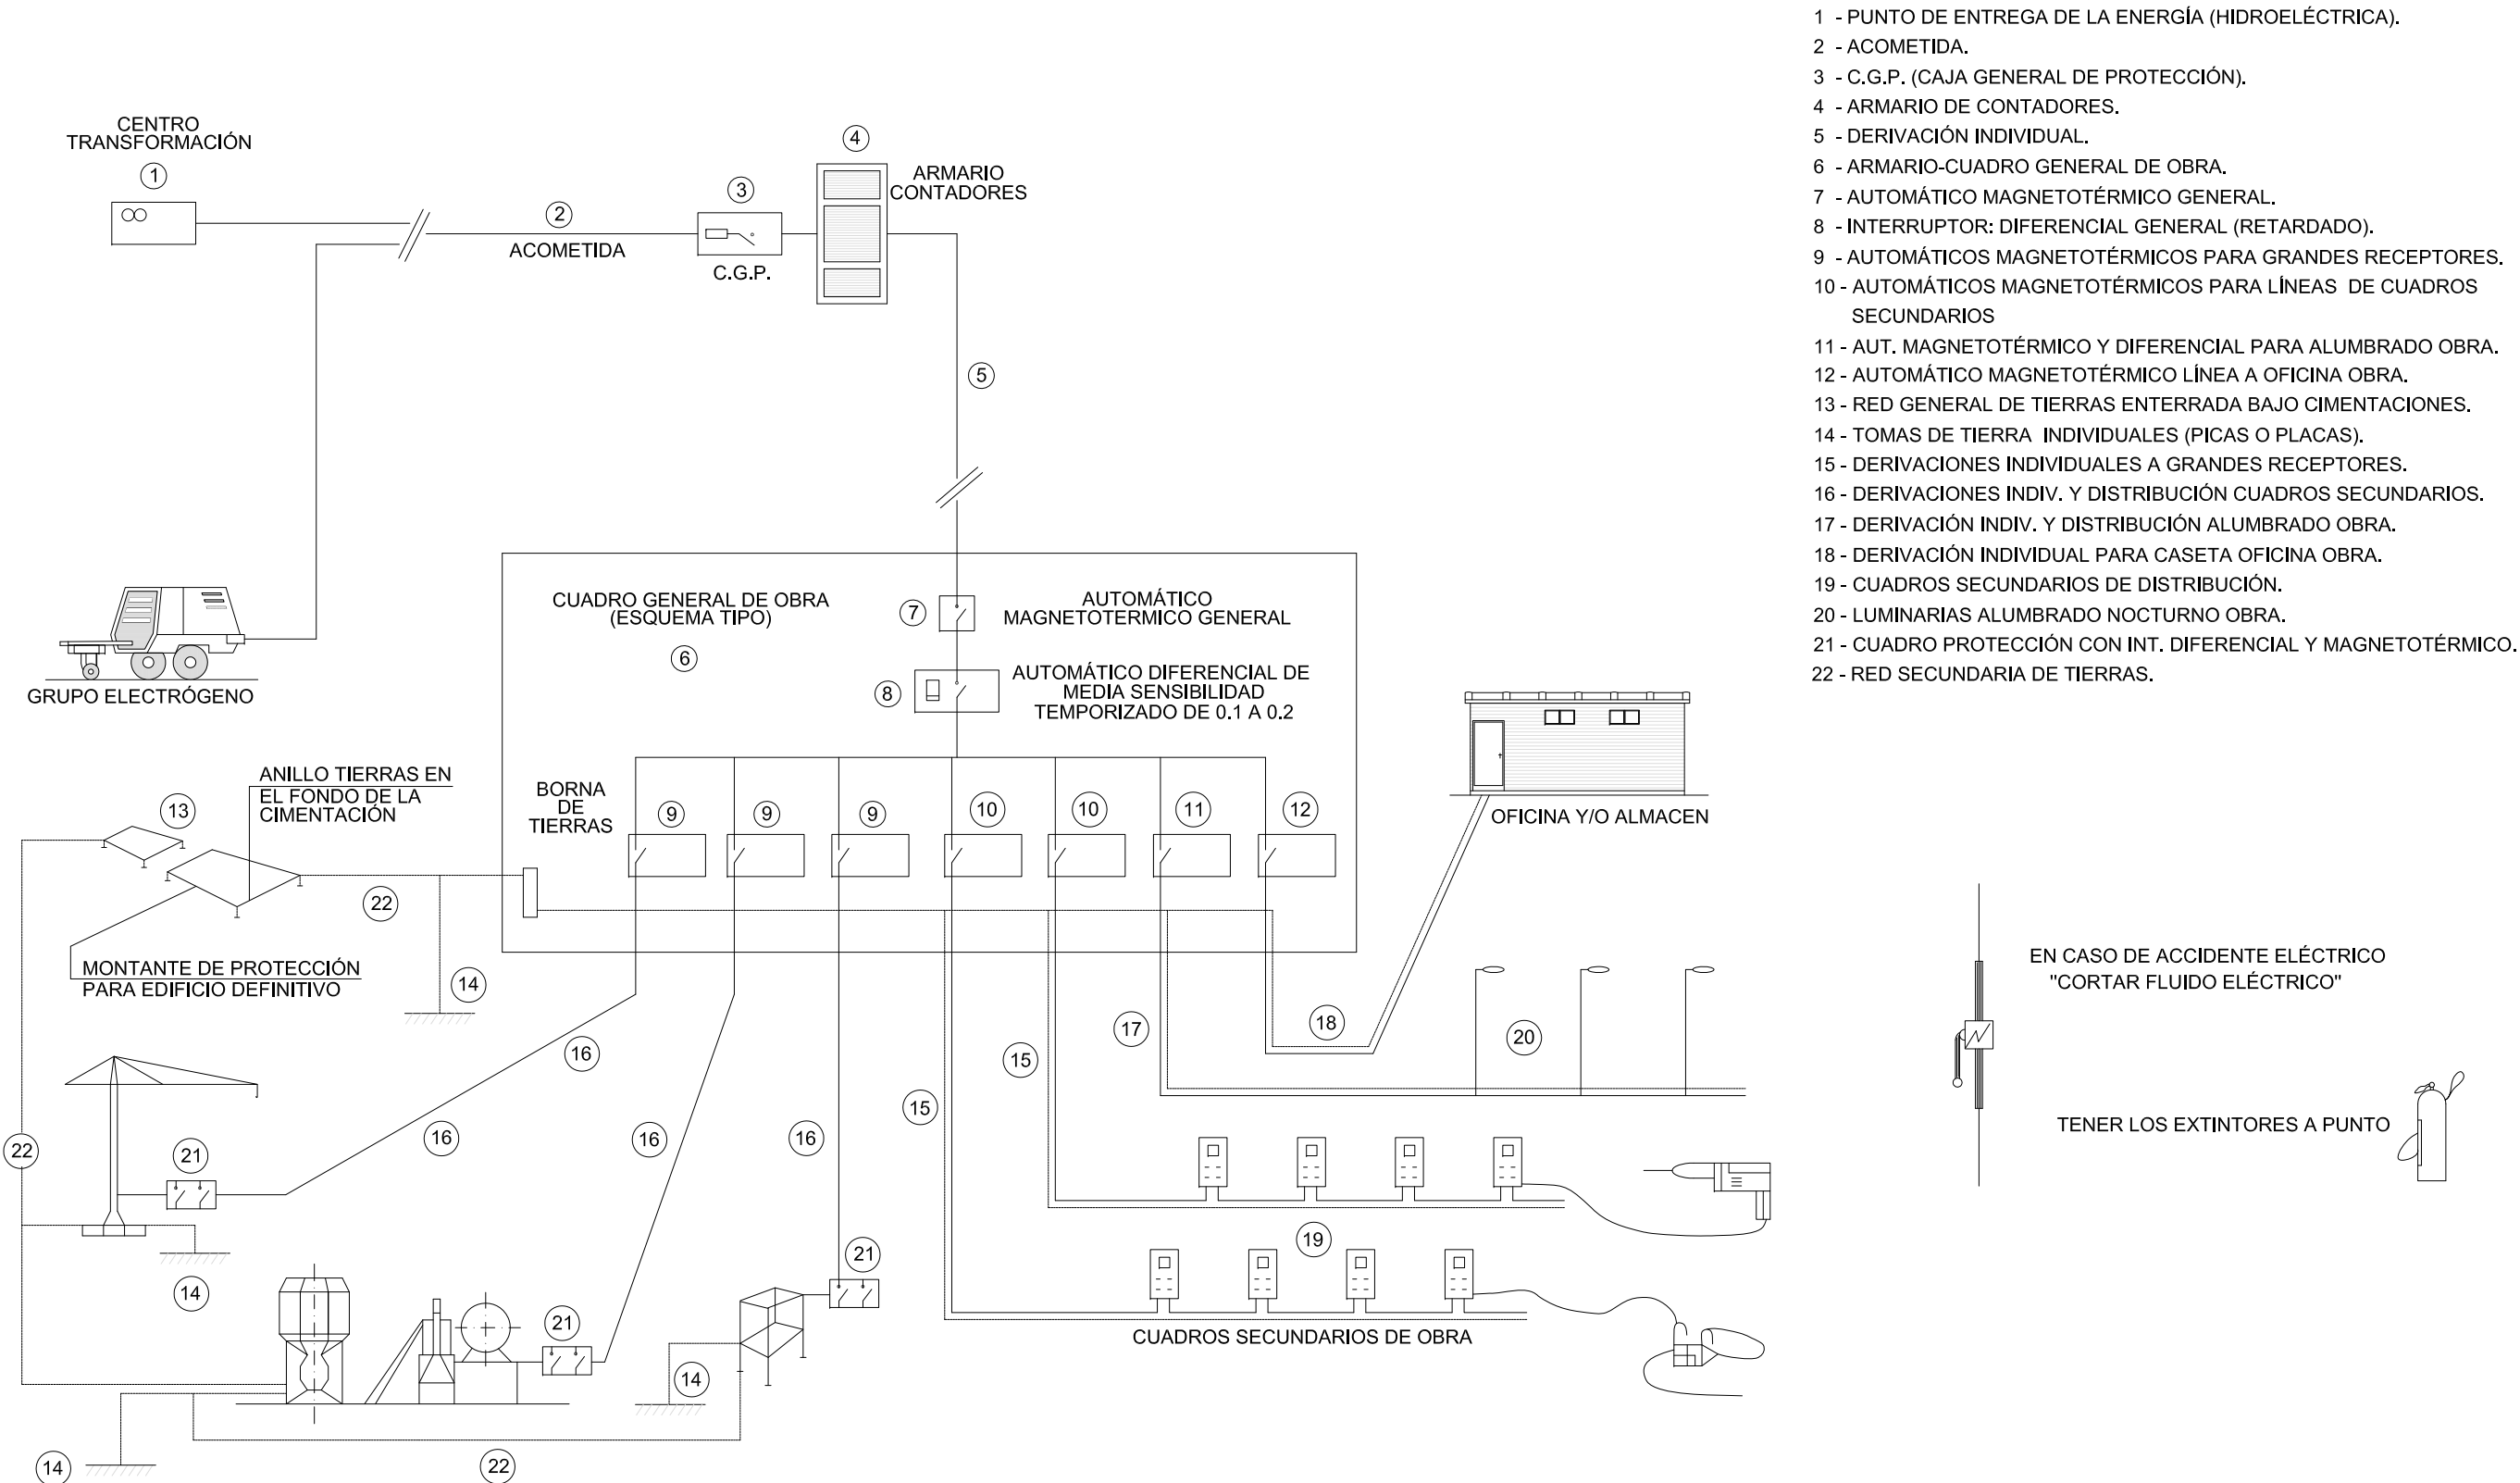 1 - PUNTO DE ENTREGA DE LA ENERGÍA (HIDROELÉCTRICA).
2 - ACOMETIDA.
3 - C.G.P. (CAJA GENERAL DE PROTECCIÓN).
4 - ARMARIO DE CONTADORES.
5 - DERIVACIÓN INDIVIDUAL.
6 - ARMARIO-CUADRO GENERAL DE OBRA.
7 - AUTOMÁTICO MAGNETOTÉRMICO GENERAL.
8 - INTERRUPTOR: DIFERENCIAL GENERAL (RETARDADO).
9 - AUTOMÁTICOS MAGNETOTÉRMICOS PARA GRANDES RECEPTORES.
10 - AUTOMÁTICOS MAGNETOTÉRMICOS PARA LÍNEAS DE CUADROS
SECUNDARIOS
11 - AUT. MAGNETOTÉRMICO Y DIFERENCIAL PARA ALUMBRADO OBRA.
12 - AUTOMÁTICO MAGNETOTÉRMICO LÍNEA A OFICINA OBRA.
13 - RED GENERAL DE TIERRAS ENTERRADA BAJO CIMENTACIONES.
14 - TOMAS DE TIERRA INDIVIDUALES (PICAS O PLACAS).
15 - DERIVACIONES INDIVIDUALES A GRANDES RECEPTORES.
16 - DERIVACIONES INDIV. Y DISTRIBUCIÓN CUADROS SECUNDARIOS.
17 - DERIVACIÓN INDIV. Y DISTRIBUCIÓN ALUMBRADO OBRA.
18 - DERIVACIÓN INDIVIDUAL PARA CASETA OFICINA OBRA.
19 - CUADROS SECUNDARIOS DE DISTRIBUCIÓN.
20 - LUMINARIAS ALUMBRADO NOCTURNO OBRA.
21 - CUADRO PROTECCIÓN CON INT. DIFERENCIAL Y MAGNETOTÉRMICO.
22 - RED SECUNDARIA DE TIERRAS.
CENTRO
TRANSFORMACIÓN
1
2
ACOMETIDA
3
C.G.P.
4
ARMARIO
CONTADORES
5
GRUPO ELECTRÓGENO
CUADRO GENERAL DE OBRA
(ESQUEMA TIPO)
6
7
AUTOMÁTICO
MAGNETOTERMICO GENERAL
8
AUTOMÁTICO DIFERENCIAL DE
MEDIA SENSIBILIDAD
TEMPORIZADO DE 0.1 A 0.2
OFICINA Y/O ALMACEN
ANILLO TIERRAS EN
EL FONDO DE LA
CIMENTACIÓN
13
BORNA
DE
TIERRAS
9
9
9
10
10
11
12
22
MONTANTE DE PROTECCIÓN
PARA EDIFICIO DEFINITIVO
14
EN CASO DE ACCIDENTE ELÉCTRICO
"CORTAR FLUIDO ELÉCTRICO"
16
15
17
18
20
15
TENER LOS EXTINTORES A PUNTO
22
21
16
16
16
19
14
21
21
CUADROS SECUNDARIOS DE OBRA
14
14
22